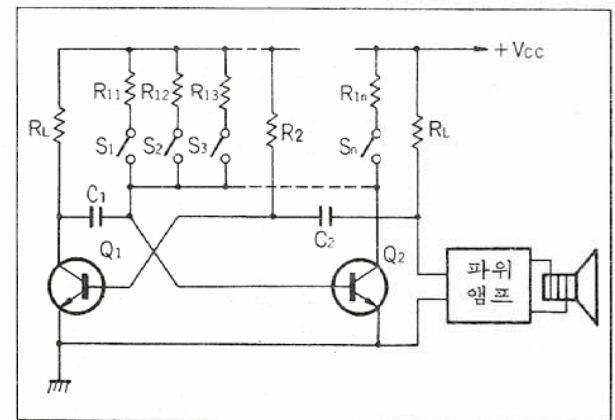 +Vcc
R11
R12
R13
R1n
RL
R2
RL
S1
S2
S3
Sn
C1
C2
Q1
Q2
파워
앰프